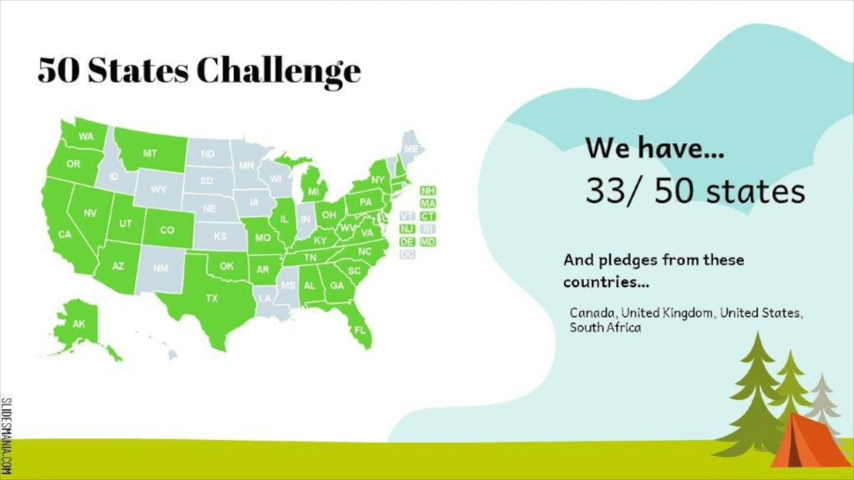 50 States Challenge
WA
MT
ND
MN
ME
OR
ID
SD
WI
WY
MI
NY
NH
IA
PA
MA
NE
NV
IL
IN
OH
VT CT
UT
CO
WV
VA
NJ RI
CA
KS
MO
KY
DE MD
NC
DC
TN
AZ
NM
OK
AR
SC
MS
AL
GA
TX
LA
AK
FL
We have...
33/ 50 states
And pledges from these
countries...
Canada, United Kingdom, United States,
South Africa
SLIDESMANIA.COM